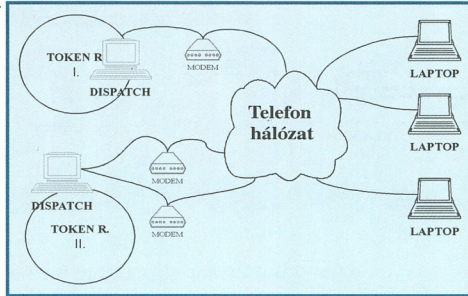 TOKEN R
I.
DISPATCH
MODEM
LAPTOP
Telefon
hálózat
LAPTOP
MODEM
DISPATCH
MODEM
TOKEN R.
II.
LAPTOP